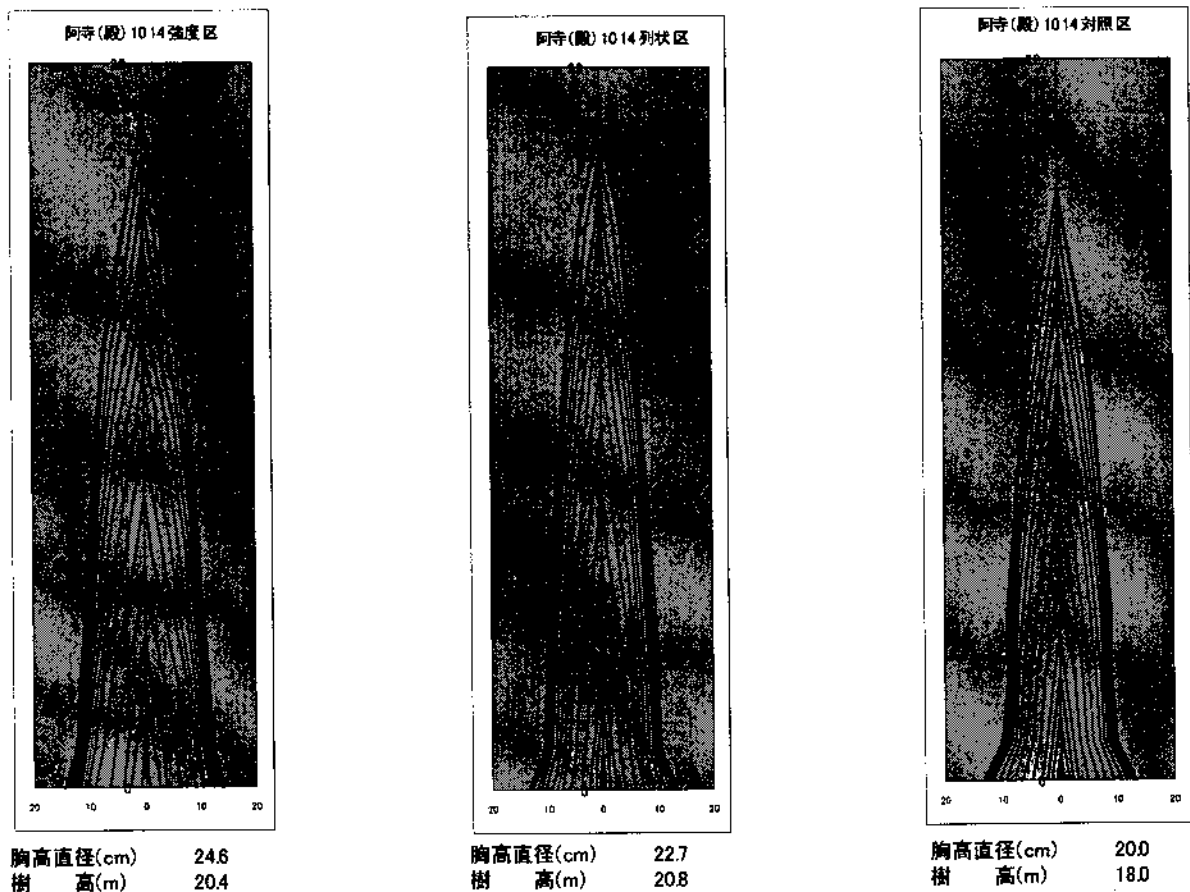 阿寺(殿)1014強度区
20 10 0 10 20
胸高直径(cm) 24.6
樹 高(m) 20.4
阿寺(殿)1014列状区
20 10 0 10 20
胸高直径(cm) 22.7
樹 高(m) 20.8
阿寺(殿)1014対照区
20 10 0 10 20
胸高直径(cm) 20.0
樹 高(m) 18.0